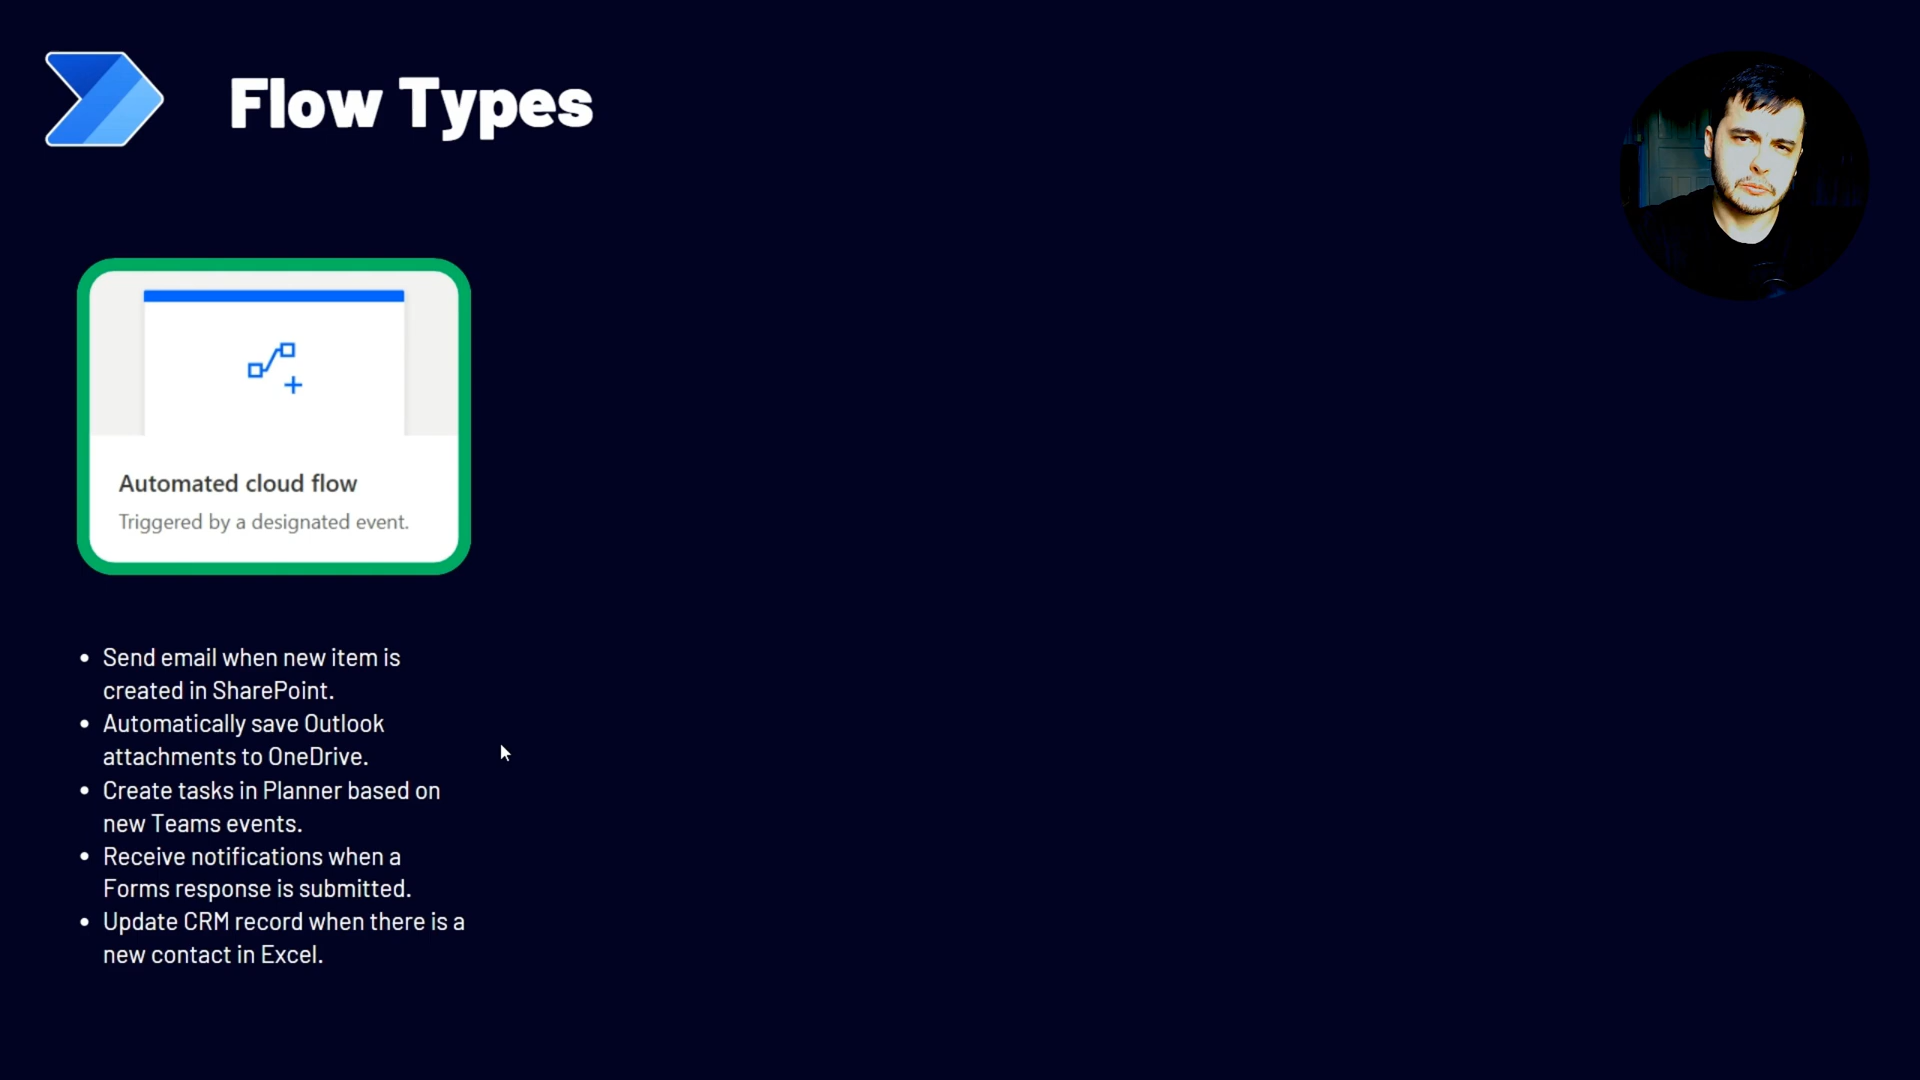 Flow Types
Automated cloud flow
Triggered by a designated event.
• Send email when new item is
created in SharePoint.
• Automatically save Outlook
attachments to OneDrive.
• Create tasks in Planner based on
new Teams events.
• Receive notifications when a
Forms response is submitted.
• Update CRM record when there is a
new contact in Excel.